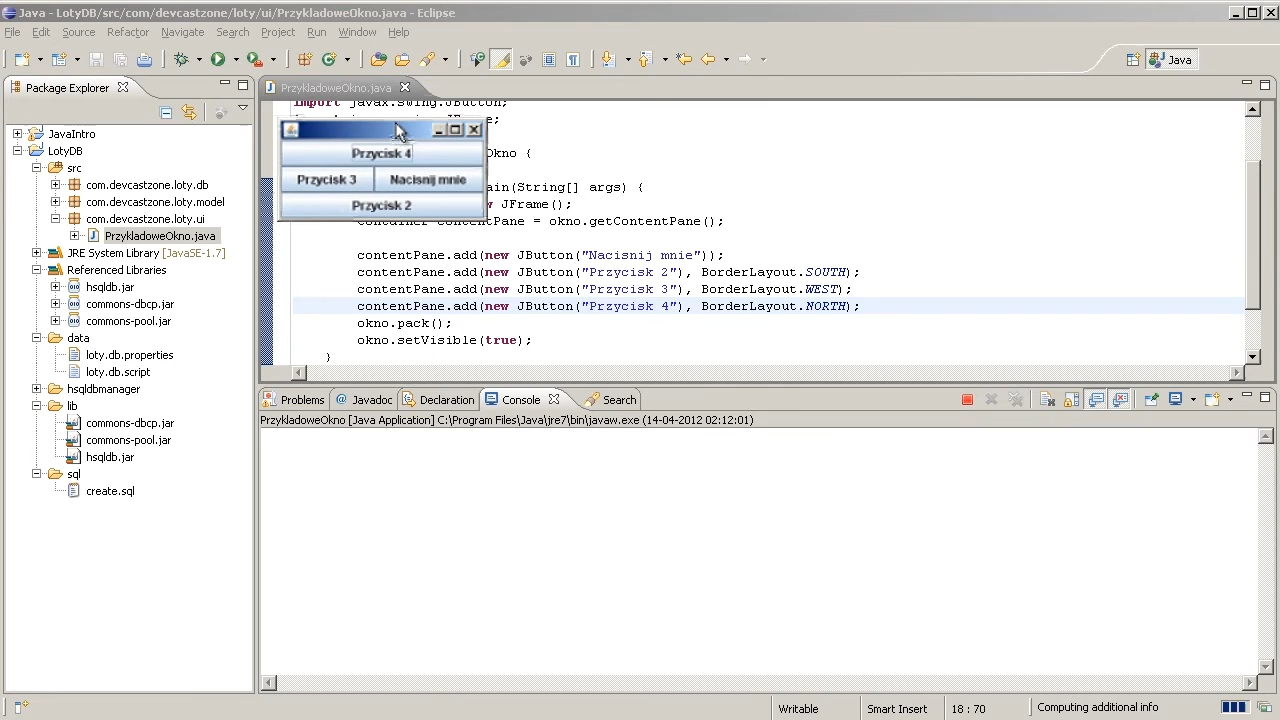 Java - LotyDB/src/com/devcastzone/loty/ui/PrzykladoweOkno.java - Eclipse
File Edit Source Refactor Navigate Search Project Run Window Help
Java
Package Explorer
PrzykladoweOkno.java
JavaIntro
LotyDB
src
com.devcastzone.loty.db
com.devcastzone.loty.model
com.devcastzone.loty.ui
PrzykladoweOkno.java
JRE System Library [JavaSE-1.7]
Referenced Libraries
hsqldb.jar
commons-dbcp.jar
commons-pool.jar
data
loty.db.properties
loty.db.script
hsqldbmanager
lib
commons-dbcp.jar
commons-pool.jar
hsqldb.jar
sql
create.sql
import javax.swing.JButton;
Okno {
(String[] args) {
JFrame();
contentPane = okno.getContentPane();
contentPane.add(new JButton("Nacisnij mnie"));
contentPane.add(new JButton("Przycisk 2"), BorderLayout.SOUTH);
contentPane.add(new JButton("Przycisk 3"), BorderLayout.WEST);
contentPane.add(new JButton("Przycisk 4"), BorderLayout.NORTH);
okno.pack();
okno.setVisible(true);
}
Przycisk 4
Przycisk 3 Nacisnij mnie
Przycisk 2
Problems Javadoc Declaration Console Search
PrzykladoweOkno [Java Application] C:\Program Files\Java\jre7\bin\javaw.exe (14-04-2012 02:12:01)
Writable Smart Insert 18 : 70 Computing additional info